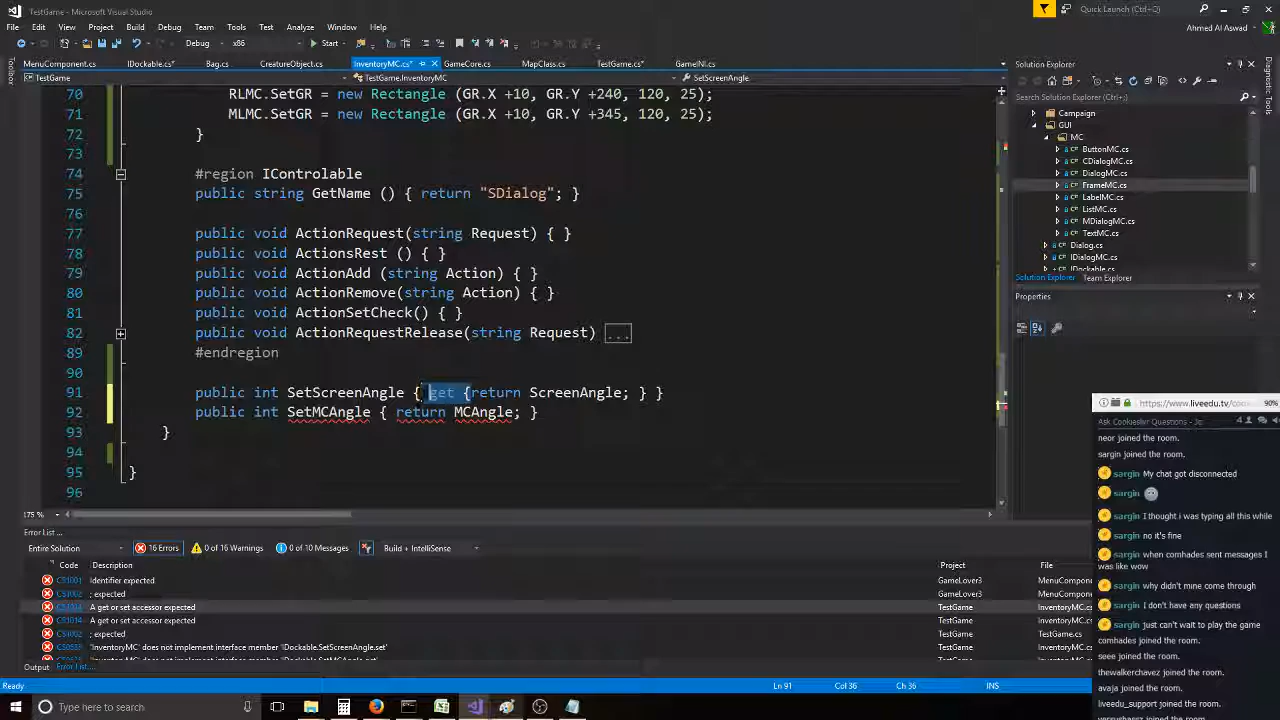 TestGame - Microsoft Visual Studio
Quick Launch (Ctrl+Q)
File Edit View Project Build Debug Team Tools Test Analyze Window Help
Ahmed Al Aswad
Debug x86 Start
Toolbox
MenuComponent.cs IDockable.cs* Bag.cs CreatureObject.cs InventoryMC.cs* GameCore.cs MapClass.cs TestGame.cs* GameINI.cs
TestGame TestGame.InventoryMC SetScreenAngle
70 RLMC.SetGR = new Rectangle (GR.X +10, GR.Y +240, 120, 25);
71 MLMC.SetGR = new Rectangle (GR.X +10, GR.Y +345, 120, 25);
72 }
73
74 #region IControlable
75 public string GetName () { return "SDialog"; }
76
77 public void ActionRequest(string Request) { }
78 public void ActionsRest () { }
79 public void ActionAdd (string Action) { }
80 public void ActionRemove(string Action) { }
81 public void ActionSetCheck() { }
82 public void ActionRequestRelease(string Request) ...
89 #endregion
90
91 public int SetScreenAngle { get {return ScreenAngle; } }
92 public int SetMCAngle { return MCAngle; }
93 }
94
95 }
96
175 %
Solution Explorer
Search Solution Explorer (Ctrl+;)
Campaign
GUI
MC
ButtonMC.cs
CDialogMC.cs
DialogMC.cs
FrameMC.cs
LabelMC.cs
ListMC.cs
MDialogMC.cs
TextMC.cs
Dialog.cs
IDialogMC.cs
IDockable.cs
Solution Explorer Team Explorer
Properties
Diagnostic Tools
Error List ...
Entire Solution 16 Errors 0 of 16 Warnings 0 of 10 Messages Build + IntelliSense
Code Description Project File
CS1001 Identifier expected GameLover3 MenuCompone
CS1002 ; expected GameLover3 MenuCompone
CS1014 A get or set accessor expected TestGame InventoryMC.cs
CS1014 A get or set accessor expected TestGame InventoryMC.cs
CS1002 ; expected TestGame TestGame.cs
CS0535 'InventoryMC' does not implement interface member 'IDockable.SetScreenAngle.set' TestGame InventoryMC.cs
Output Error List ...
Ready Ln 91 Col 36 Ch 36 INS
Type here to search
https://www.liveedu.tv/cookie 90%
neor joined the room.
sargin joined the room.
sargin My chat got disconnected
sargin
sargin I thought i was typing all this while
sargin no it's fine
sargin when comhades sent messages I was like wow
sargin why didn't mine come through
sargin I don't have any questions
sargin just can't wait to play the game
comhades joined the room.
seee joined the room.
thewalkerchavez joined the room.
avaja joined the room.
liveedu_support joined the room.